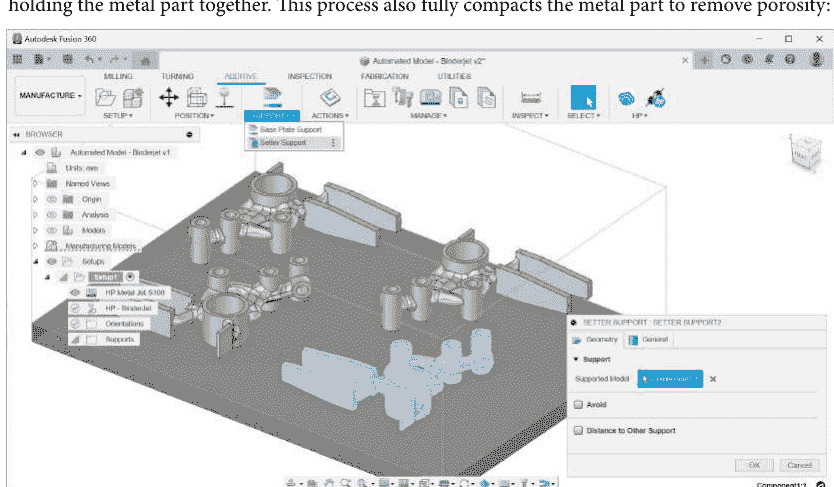 holding the metal part together. This process also fully compacts the metal part to remove porosity:
Autodesk Fusion 360
Automated Model - Binderjet v2*
MILLING TURNING ADDITIVE INSPECTION FABRICATION UTILITIES
MANUFACTURE
SETUP POSITION ACTIONS MANAGE INSPECT SELECT HP
Base Plate Support
Setter Support
BROWSER
Automated Model - Binderjet v1
Units: mm
Named Views
Origin
Analysis
Models
Manufacturing Models
Setups
Setup1
HP Metal Jet S100
HP - BinderJet
Orientations
Supports
SETTER SUPPORT : SETTER SUPPORT2
Geometry General
Support
Supported Model
Avoid
Distance to Other Support
OK Cancel
Component1:1